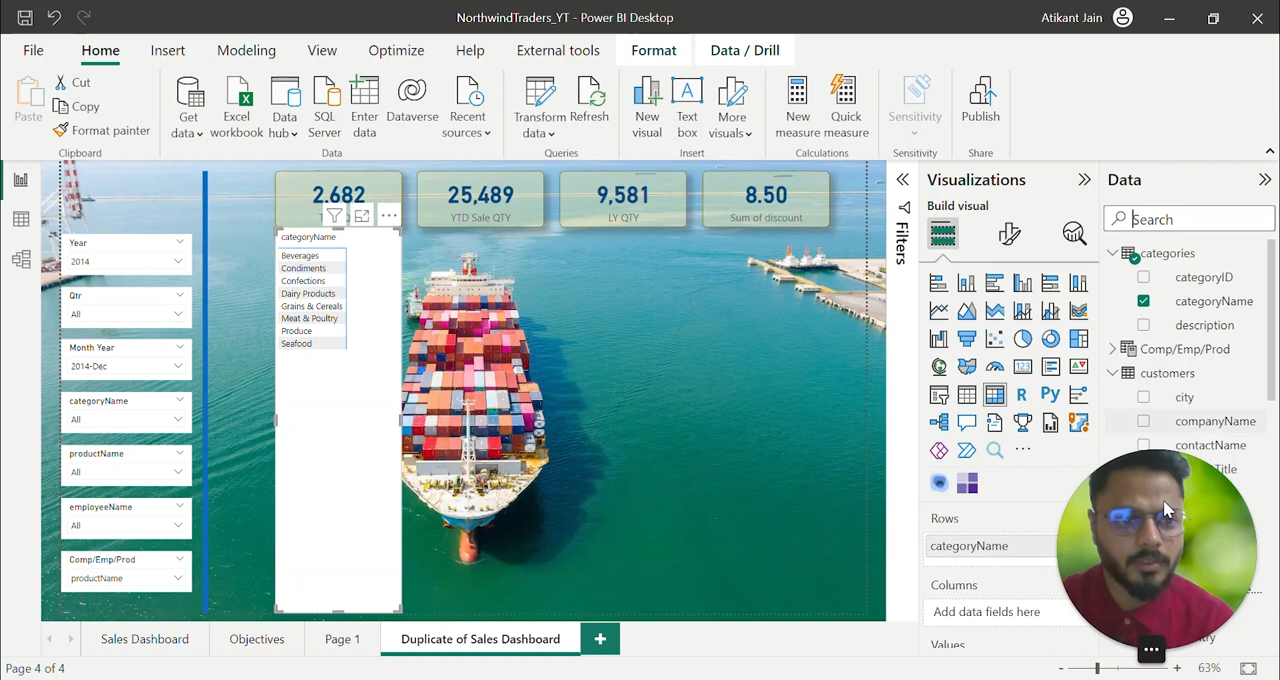 NorthwindTraders_YT - Power BI Desktop
Atikant Jain
File
Home
Insert
Modeling
View
Optimize
Help
External tools
Format
Data / Drill
Paste
Cut
Copy
Format painter
Clipboard
Get
data
Excel
workbook
Data
hub
SQL
Server
Enter
data
Dataverse
Recent
sources
Data
Transform
data
Refresh
Queries
New
visual
Text
box
More
visuals
Insert
New
measure
Quick
measure
Calculations
Sensitivity
Sensitivity
Publish
Share
2,682
25,489
YTD Sale QTY
9,581
LY QTY
8.50
Sum of discount
Year
2014
Qtr
All
Month Year
2014-Dec
categoryName
All
productName
All
employeeName
All
Comp/Emp/Prod
productName
categoryName
Beverages
Condiments
Confections
Dairy Products
Grains & Cereals
Meat & Poultry
Produce
Seafood
Filters
Visualizations
Build visual
123
R
Py
Rows
categoryName
Columns
Add data fields here
Values
Data
Search
categories
categoryID
categoryName
description
Comp/Emp/Prod
customers
city
companyName
contactName
Sales Dashboard
Objectives
Page 1
Duplicate of Sales Dashboard
Page 4 of 4
63%